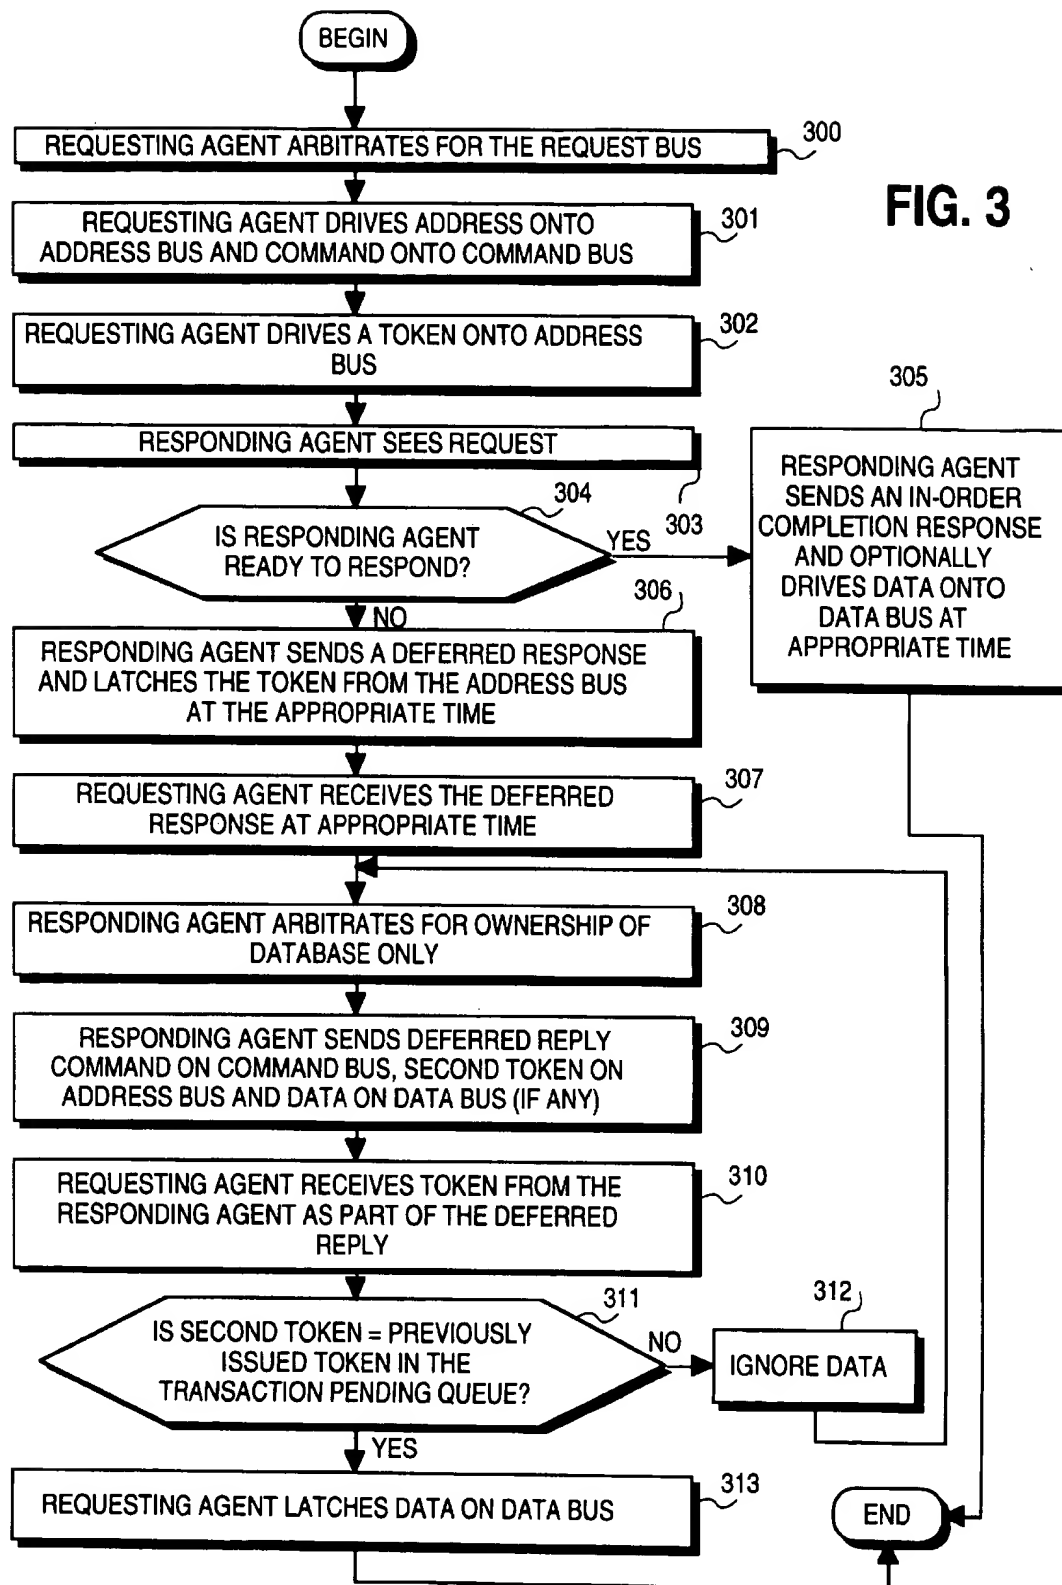 BEGIN
REQUESTING AGENT ARBITRATES FOR THE REQUEST BUS
300
FIG. 3
REQUESTING AGENT DRIVES ADDRESS ONTO
ADDRESS BUS AND COMMAND ONTO COMMAND BUS
301
REQUESTING AGENT DRIVES A TOKEN ONTO ADDRESS
BUS
302
RESPONDING AGENT SEES REQUEST
303
IS RESPONDING AGENT
READY TO RESPOND?
304
YES
305
RESPONDING AGENT
SENDS AN IN-ORDER
COMPLETION RESPONSE
AND OPTIONALLY
DRIVES DATA ONTO
DATA BUS AT
APPROPRIATE TIME
NO
306
RESPONDING AGENT SENDS A DEFERRED RESPONSE
AND LATCHES THE TOKEN FROM THE ADDRESS BUS
AT THE APPROPRIATE TIME
REQUESTING AGENT RECEIVES THE DEFERRED
RESPONSE AT APPROPRIATE TIME
307
RESPONDING AGENT ARBITRATES FOR OWNERSHIP OF
DATABASE ONLY
308
RESPONDING AGENT SENDS DEFERRED REPLY
COMMAND ON COMMAND BUS, SECOND TOKEN ON
ADDRESS BUS AND DATA ON DATA BUS (IF ANY)
309
REQUESTING AGENT RECEIVES TOKEN FROM THE
RESPONDING AGENT AS PART OF THE DEFERRED
REPLY
310
IS SECOND TOKEN = PREVIOUSLY
ISSUED TOKEN IN THE
TRANSACTION PENDING QUEUE?
311
NO
312
IGNORE DATA
YES
REQUESTING AGENT LATCHES DATA ON DATA BUS
313
END